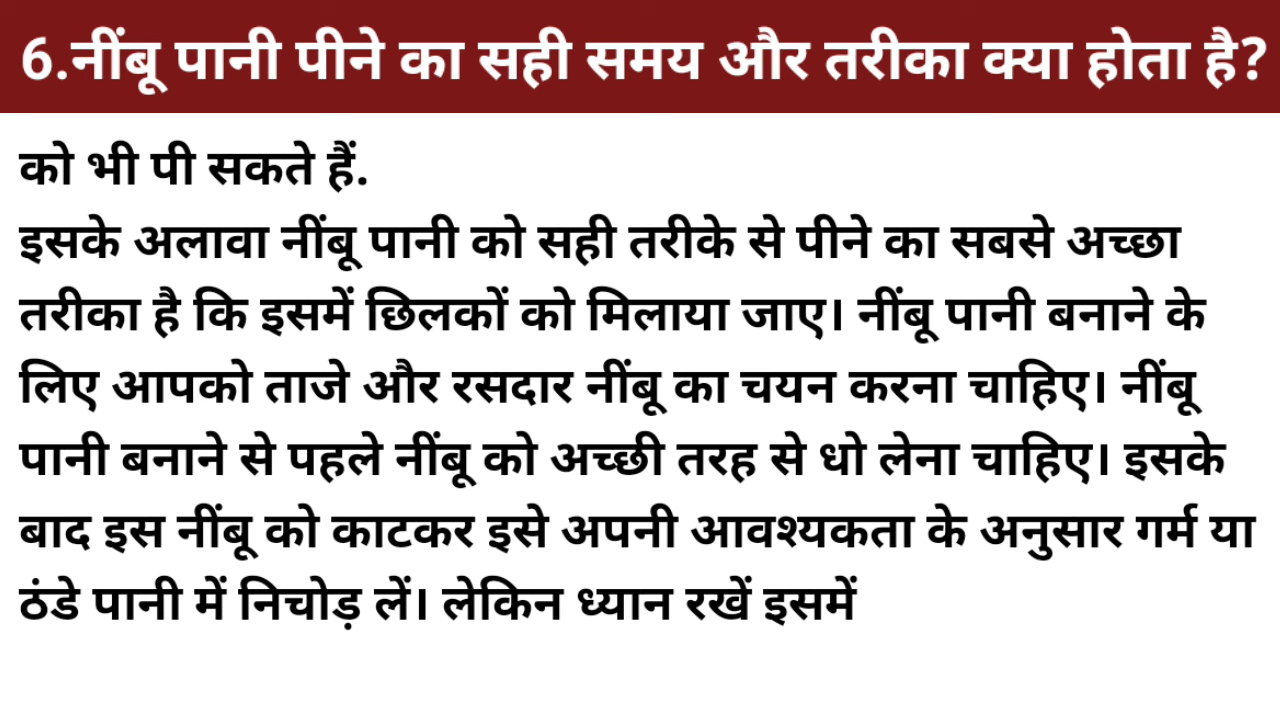 6.नींबू पानी पीने का सही समय और तरीका क्या होता है?
को भी पी सकते हैं.
इसके अलावा नींबू पानी को सही तरीके से पीने का सबसे अच्छा
तरीका है कि इसमें छिलकों को मिलाया जाए। नींबू पानी बनाने के
लिए आपको ताजे और रसदार नींबू का चयन करना चाहिए। नींबू
पानी बनाने से पहले नींबू को अच्छी तरह से धो लेना चाहिए। इसके
बाद इस नींबू को काटकर इसे अपनी आवश्यकता के अनुसार गर्म या
ठंडे पानी में निचोड़ लें। लेकिन ध्यान रखें इसमें